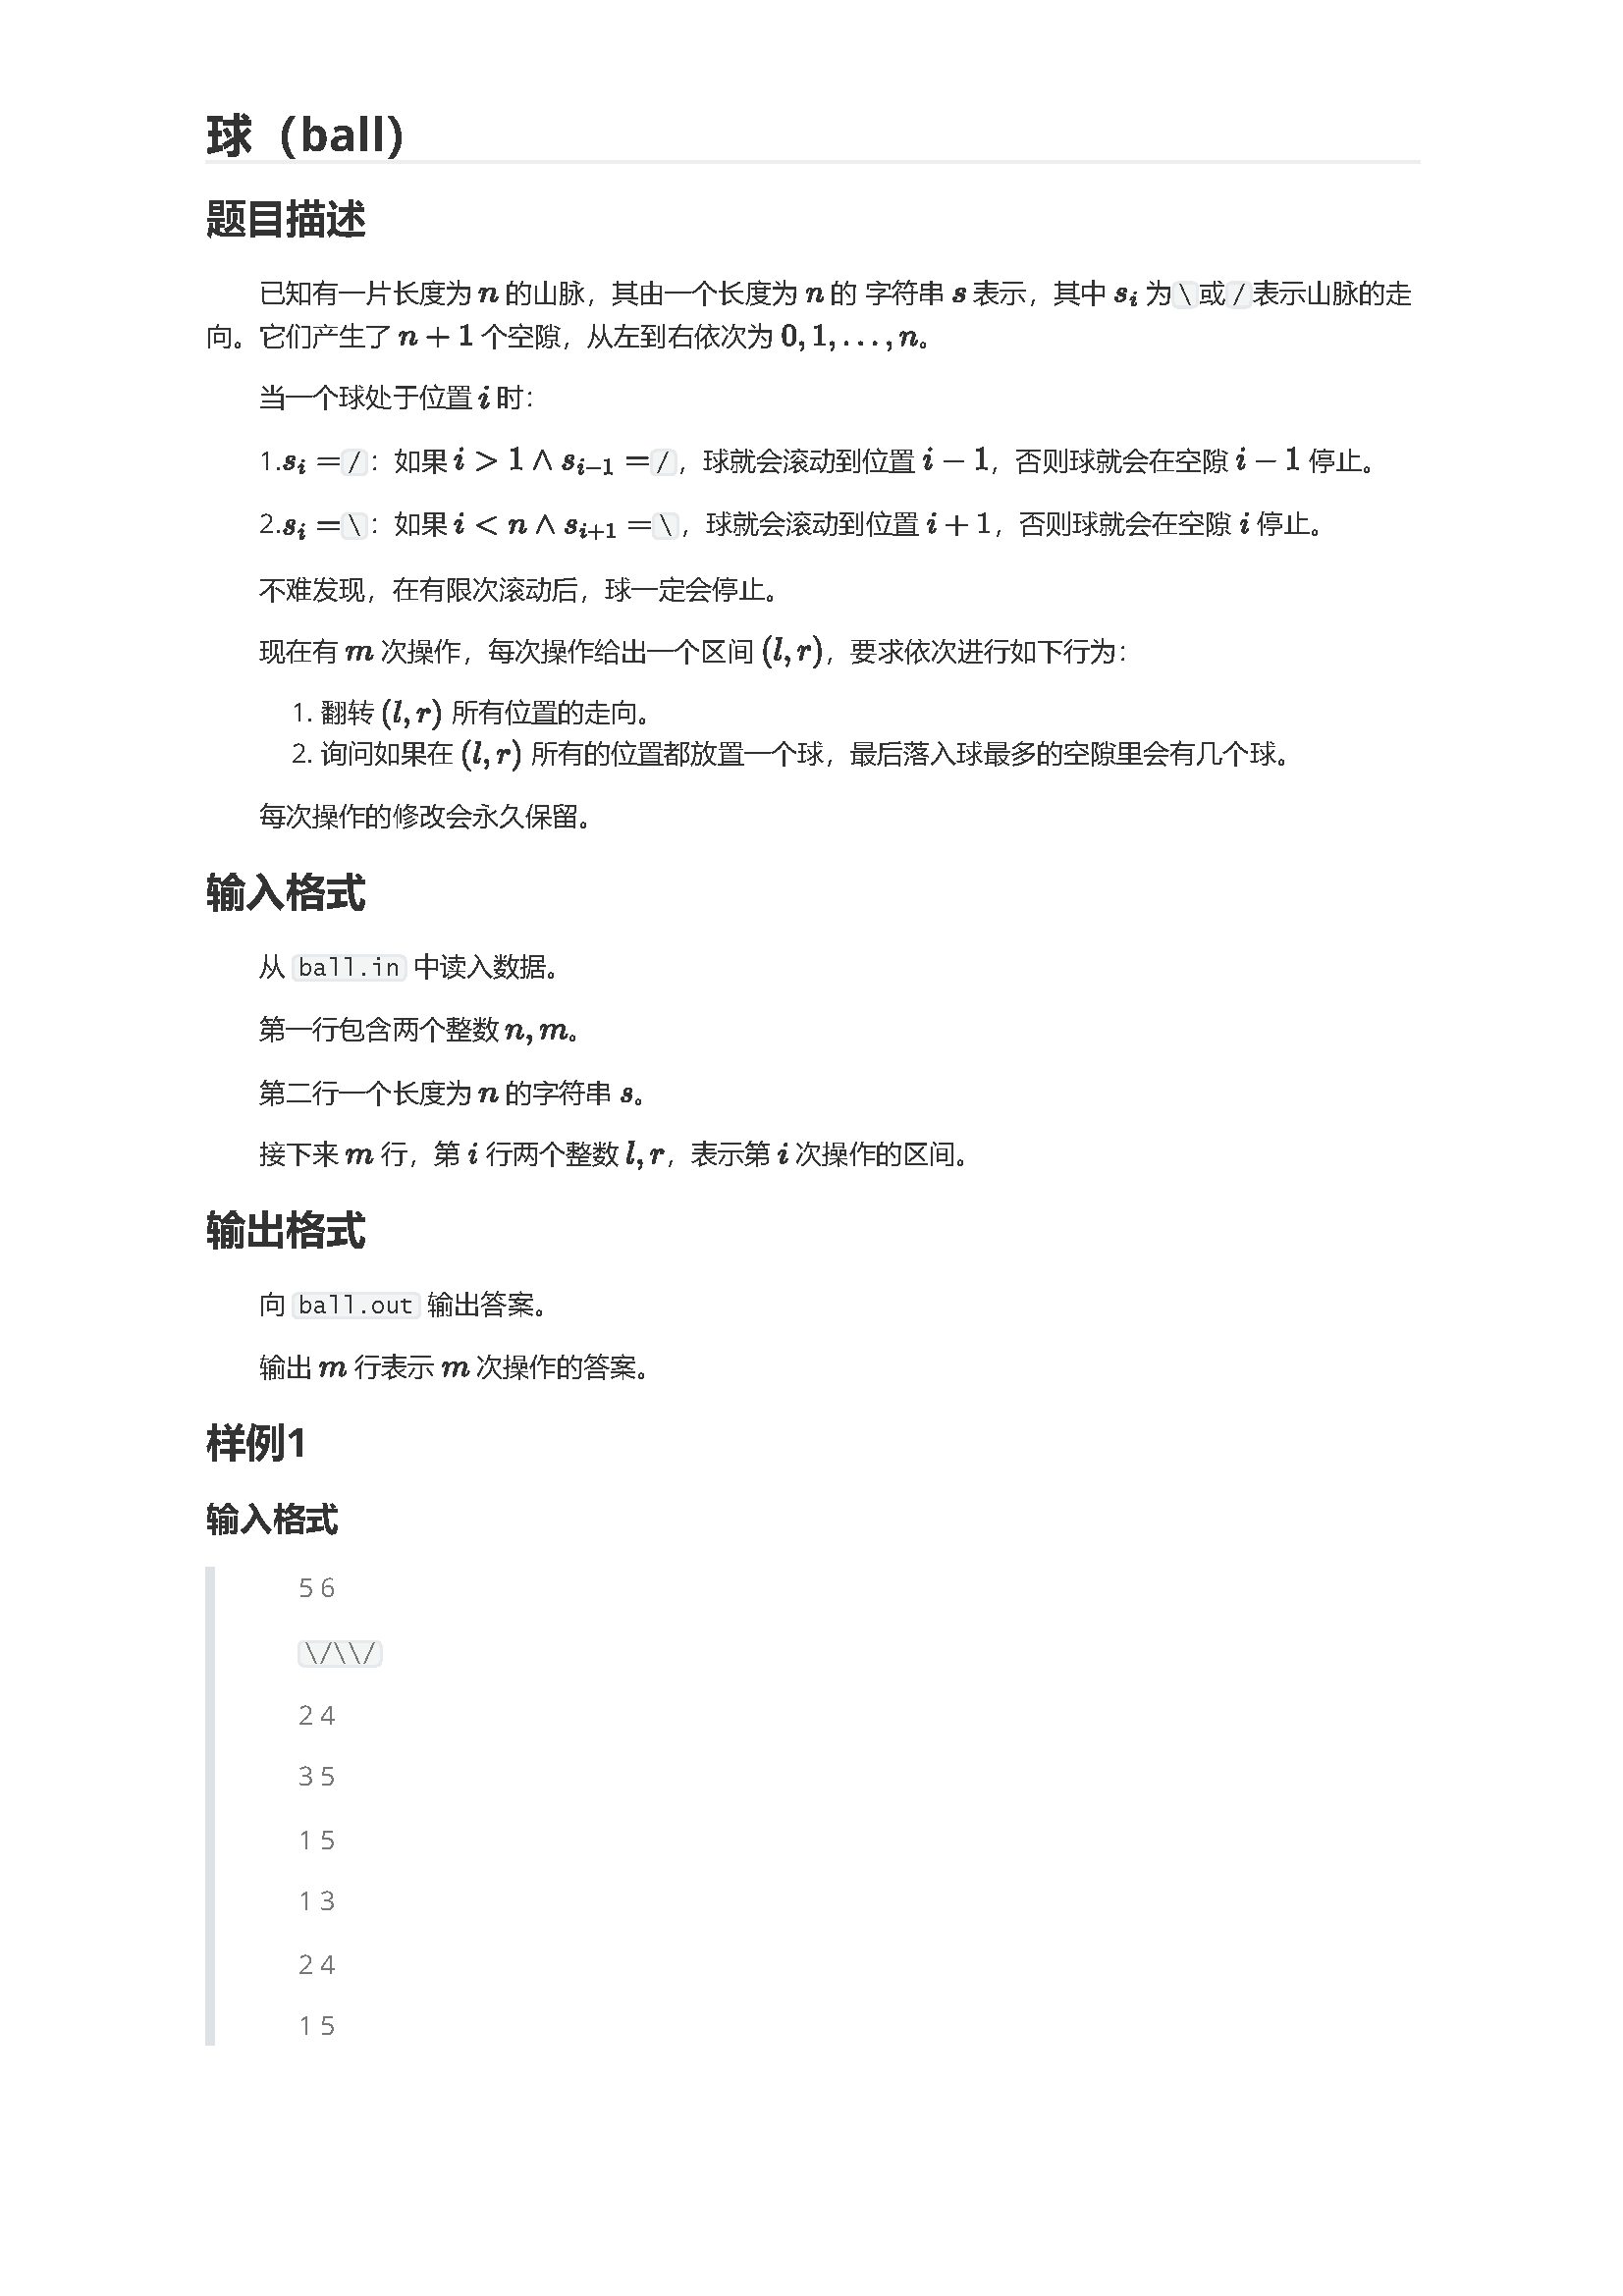 球（ball）
题目描述
已知有一片长度为 n 的山脉，其由一个长度为 n 的 字符串 s 表示，其中 s_i 为 \ 或 / 表示山脉的走
向。它们产生了 n + 1 个空隙，从左到右依次为 0, 1, . . . , n。
当一个球处于位置 i 时：
1.s_i = / ：如果 i > 1 ∧ s_{i−1} = / ，球就会滚动到位置 i − 1，否则球就会在空隙 i − 1 停止。
2.s_i = \ ：如果 i < n ∧ s_{i+1} = \ ，球就会滚动到位置 i + 1，否则球就会在空隙 i 停止。
不难发现，在有限次滚动后，球一定会停止。
现在有 m 次操作，每次操作给出一个区间 (l, r)，要求依次进行如下行为：
1. 翻转 (l, r) 所有位置的走向。
2. 询问如果在 (l, r) 所有的位置都放置一个球，最后落入球最多的空隙里会有几个球。
每次操作的修改会永久保留。
输入格式
从 ball.in 中读入数据。
第一行包含两个整数 n, m。
第二行一个长度为 n 的字符串 s。
接下来 m 行，第 i 行两个整数 l, r，表示第 i 次操作的区间。
输出格式
向 ball.out 输出答案。
输出 m 行表示 m 次操作的答案。
样例1
输入格式
5 6
\/\\/
2 4
3 5
1 5
1 3
2 4
1 5